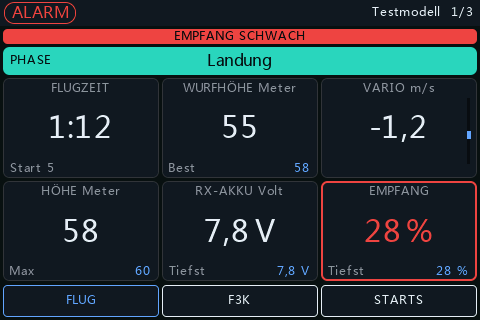 ALARM
Testmodell 1/3
EMPFANG SCHWACH
PHASE
Landung
FLUGZEIT
1:12
Start 5
WURFHÖHE Meter
55
Best 58
VARIO m/s
-1,2
HÖHE Meter
58
Max 60
RX-AKKU Volt
7,8 V
Tiefst 7,8 V
EMPFANG
28 %
Tiefst 28 %
FLUG
F3K
STARTS